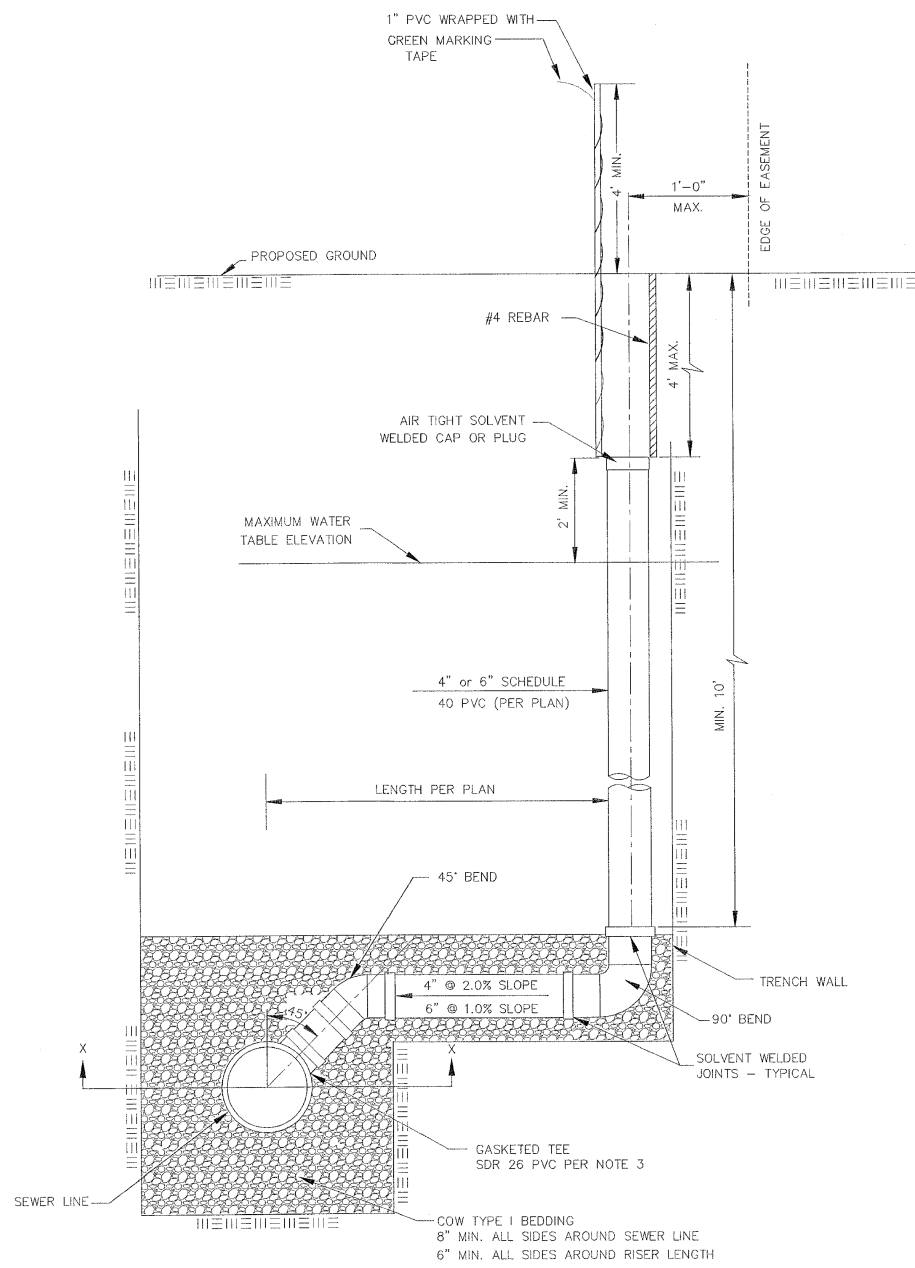 1" PVC WRAPPED WITH
GREEN MARKING
TAPE
4' MIN.
1'-0"
MAX.
EDGE OF EASEMENT
PROPOSED GROUND
#4 REBAR
4' MAX.
AIR TIGHT SOLVENT
WELDED CAP OR PLUG
2' MIN.
MAXIMUM WATER
TABLE ELEVATION
MIN. 10'
4" or 6" SCHEDULE
40 PVC (PER PLAN)
LENGTH PER PLAN
45° BEND
TRENCH WALL
4" @ 2.0% SLOPE
6" @ 1.0% SLOPE
45°
90° BEND
X
X
SOLVENT WELDED
JOINTS - TYPICAL
GASKETED TEE
SDR 26 PVC PER NOTE 3
SEWER LINE
COW TYPE I BEDDING
8" MIN. ALL SIDES AROUND SEWER LINE
6" MIN. ALL SIDES AROUND RISER LENGTH